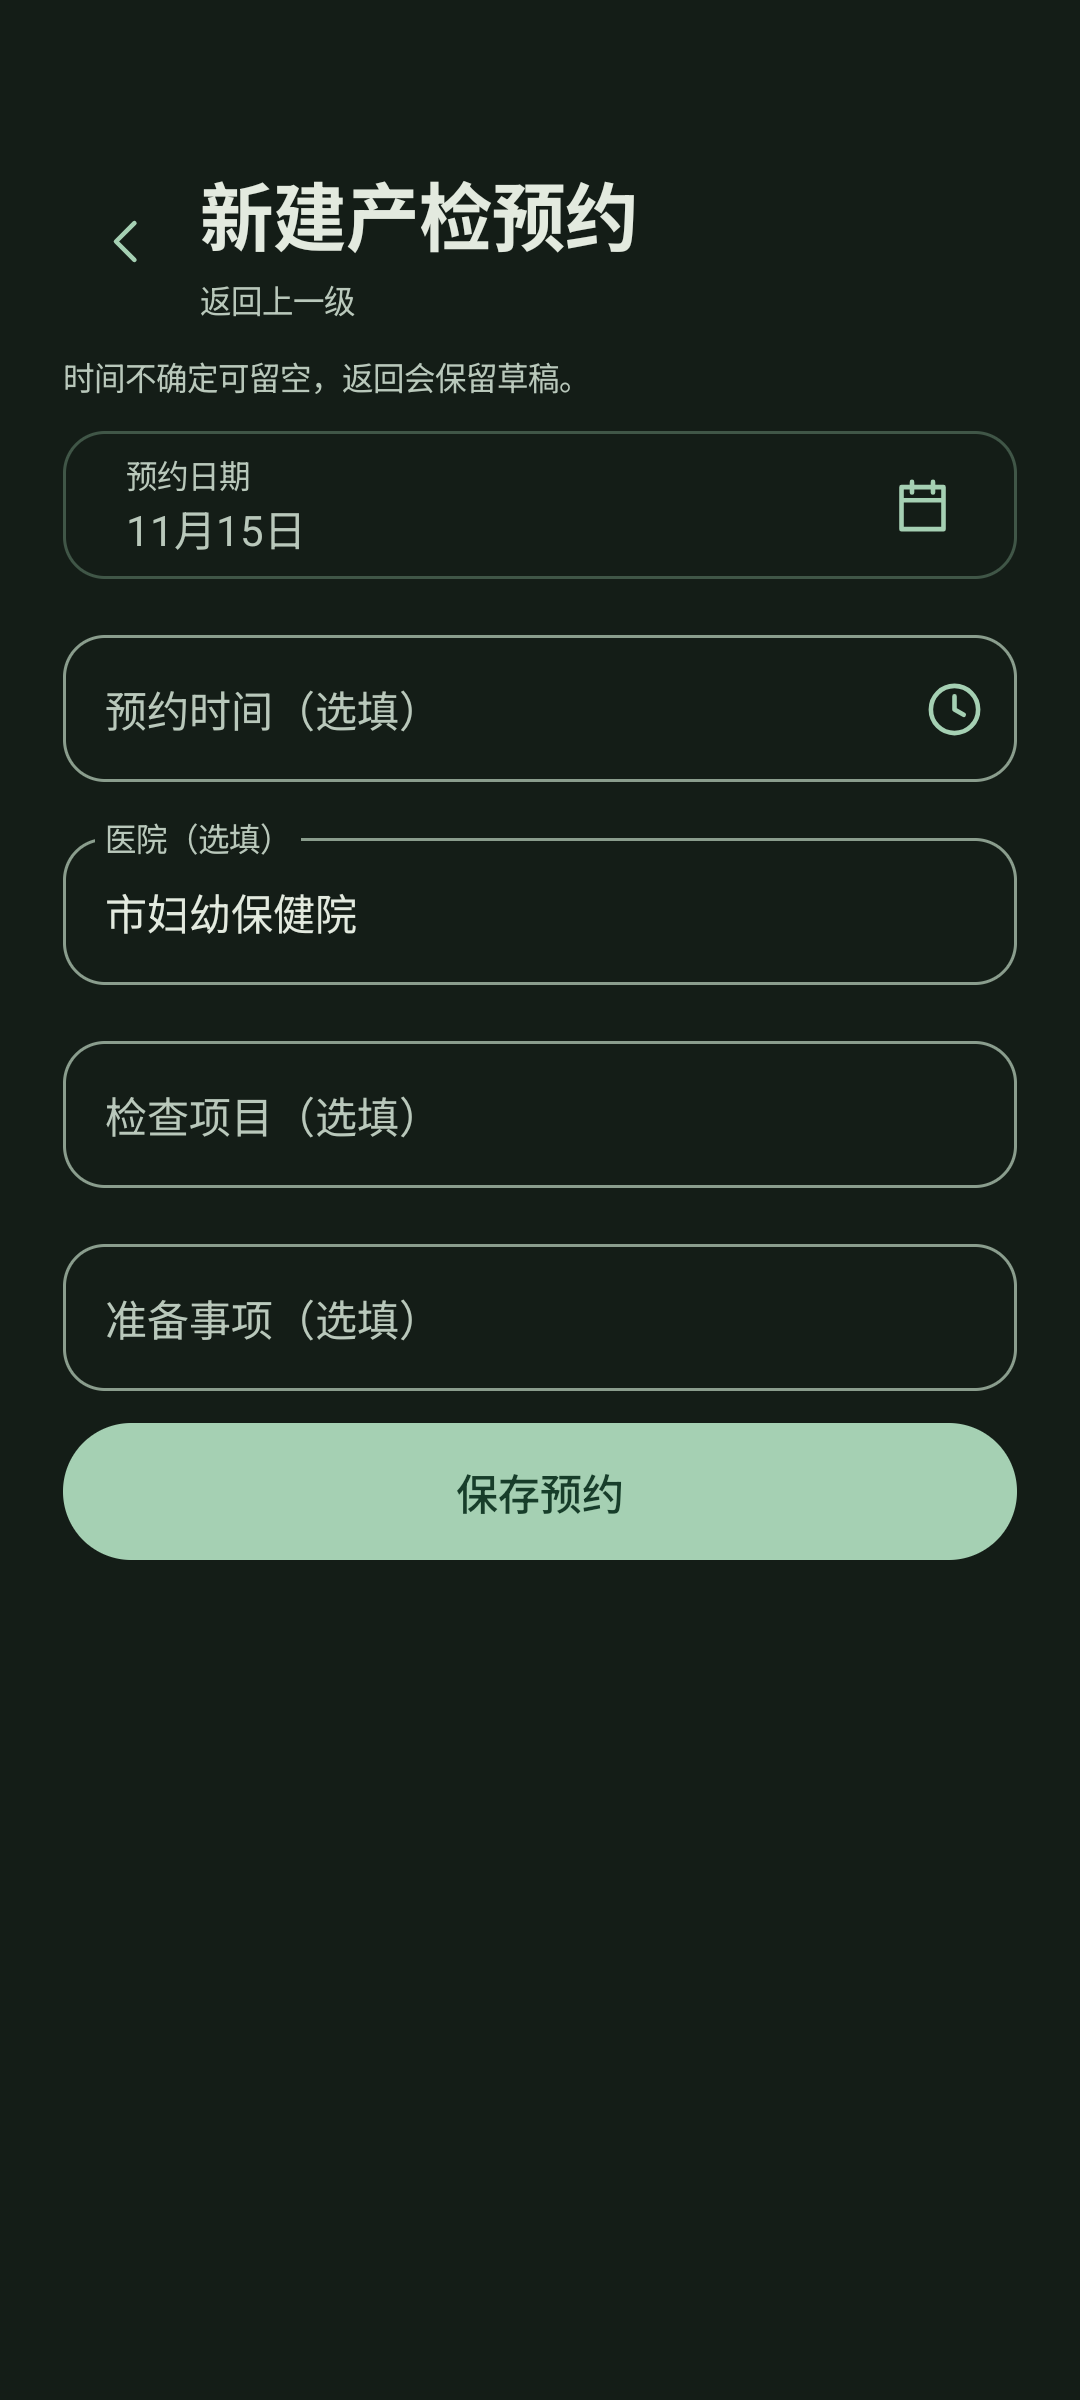 新建产检预约
返回上一级
时间不确定可留空，返回会保留草稿。
预约日期
11月15日
预约时间（选填）
医院（选填）
市妇幼保健院
检查项目（选填）
准备事项（选填）
保存预约